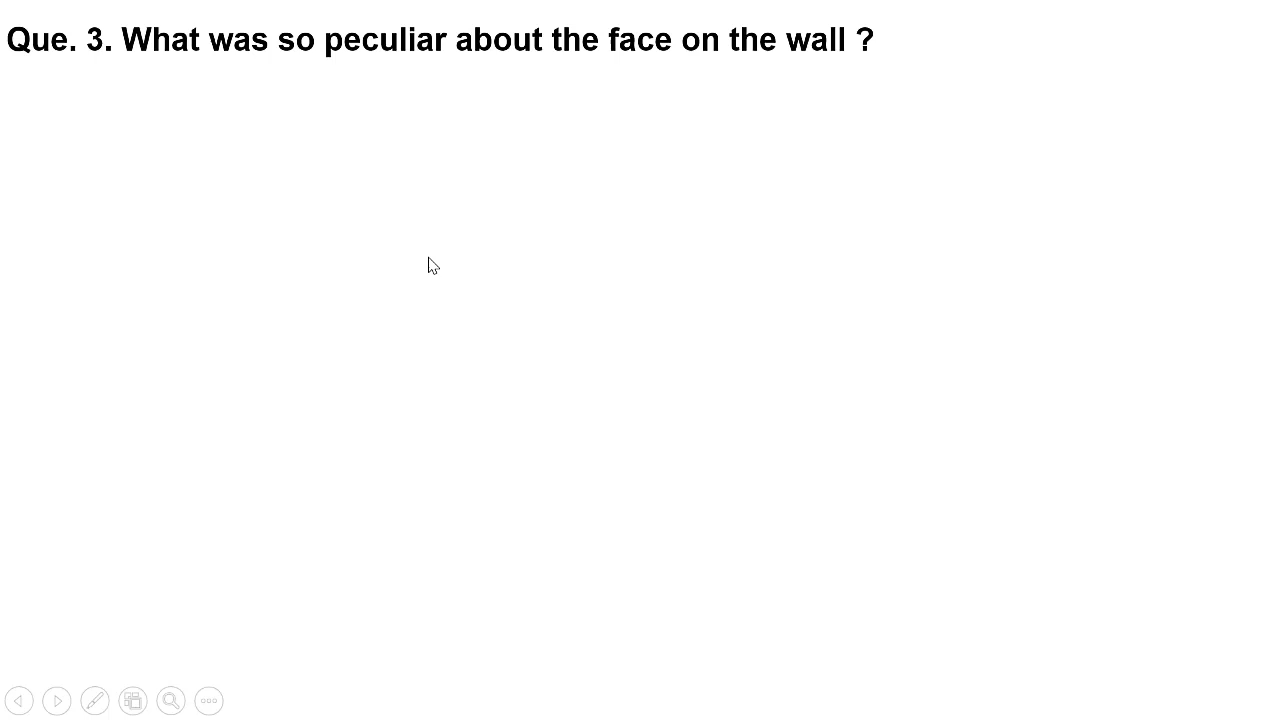 Que. 3. What was so peculiar about the face on the wall ?